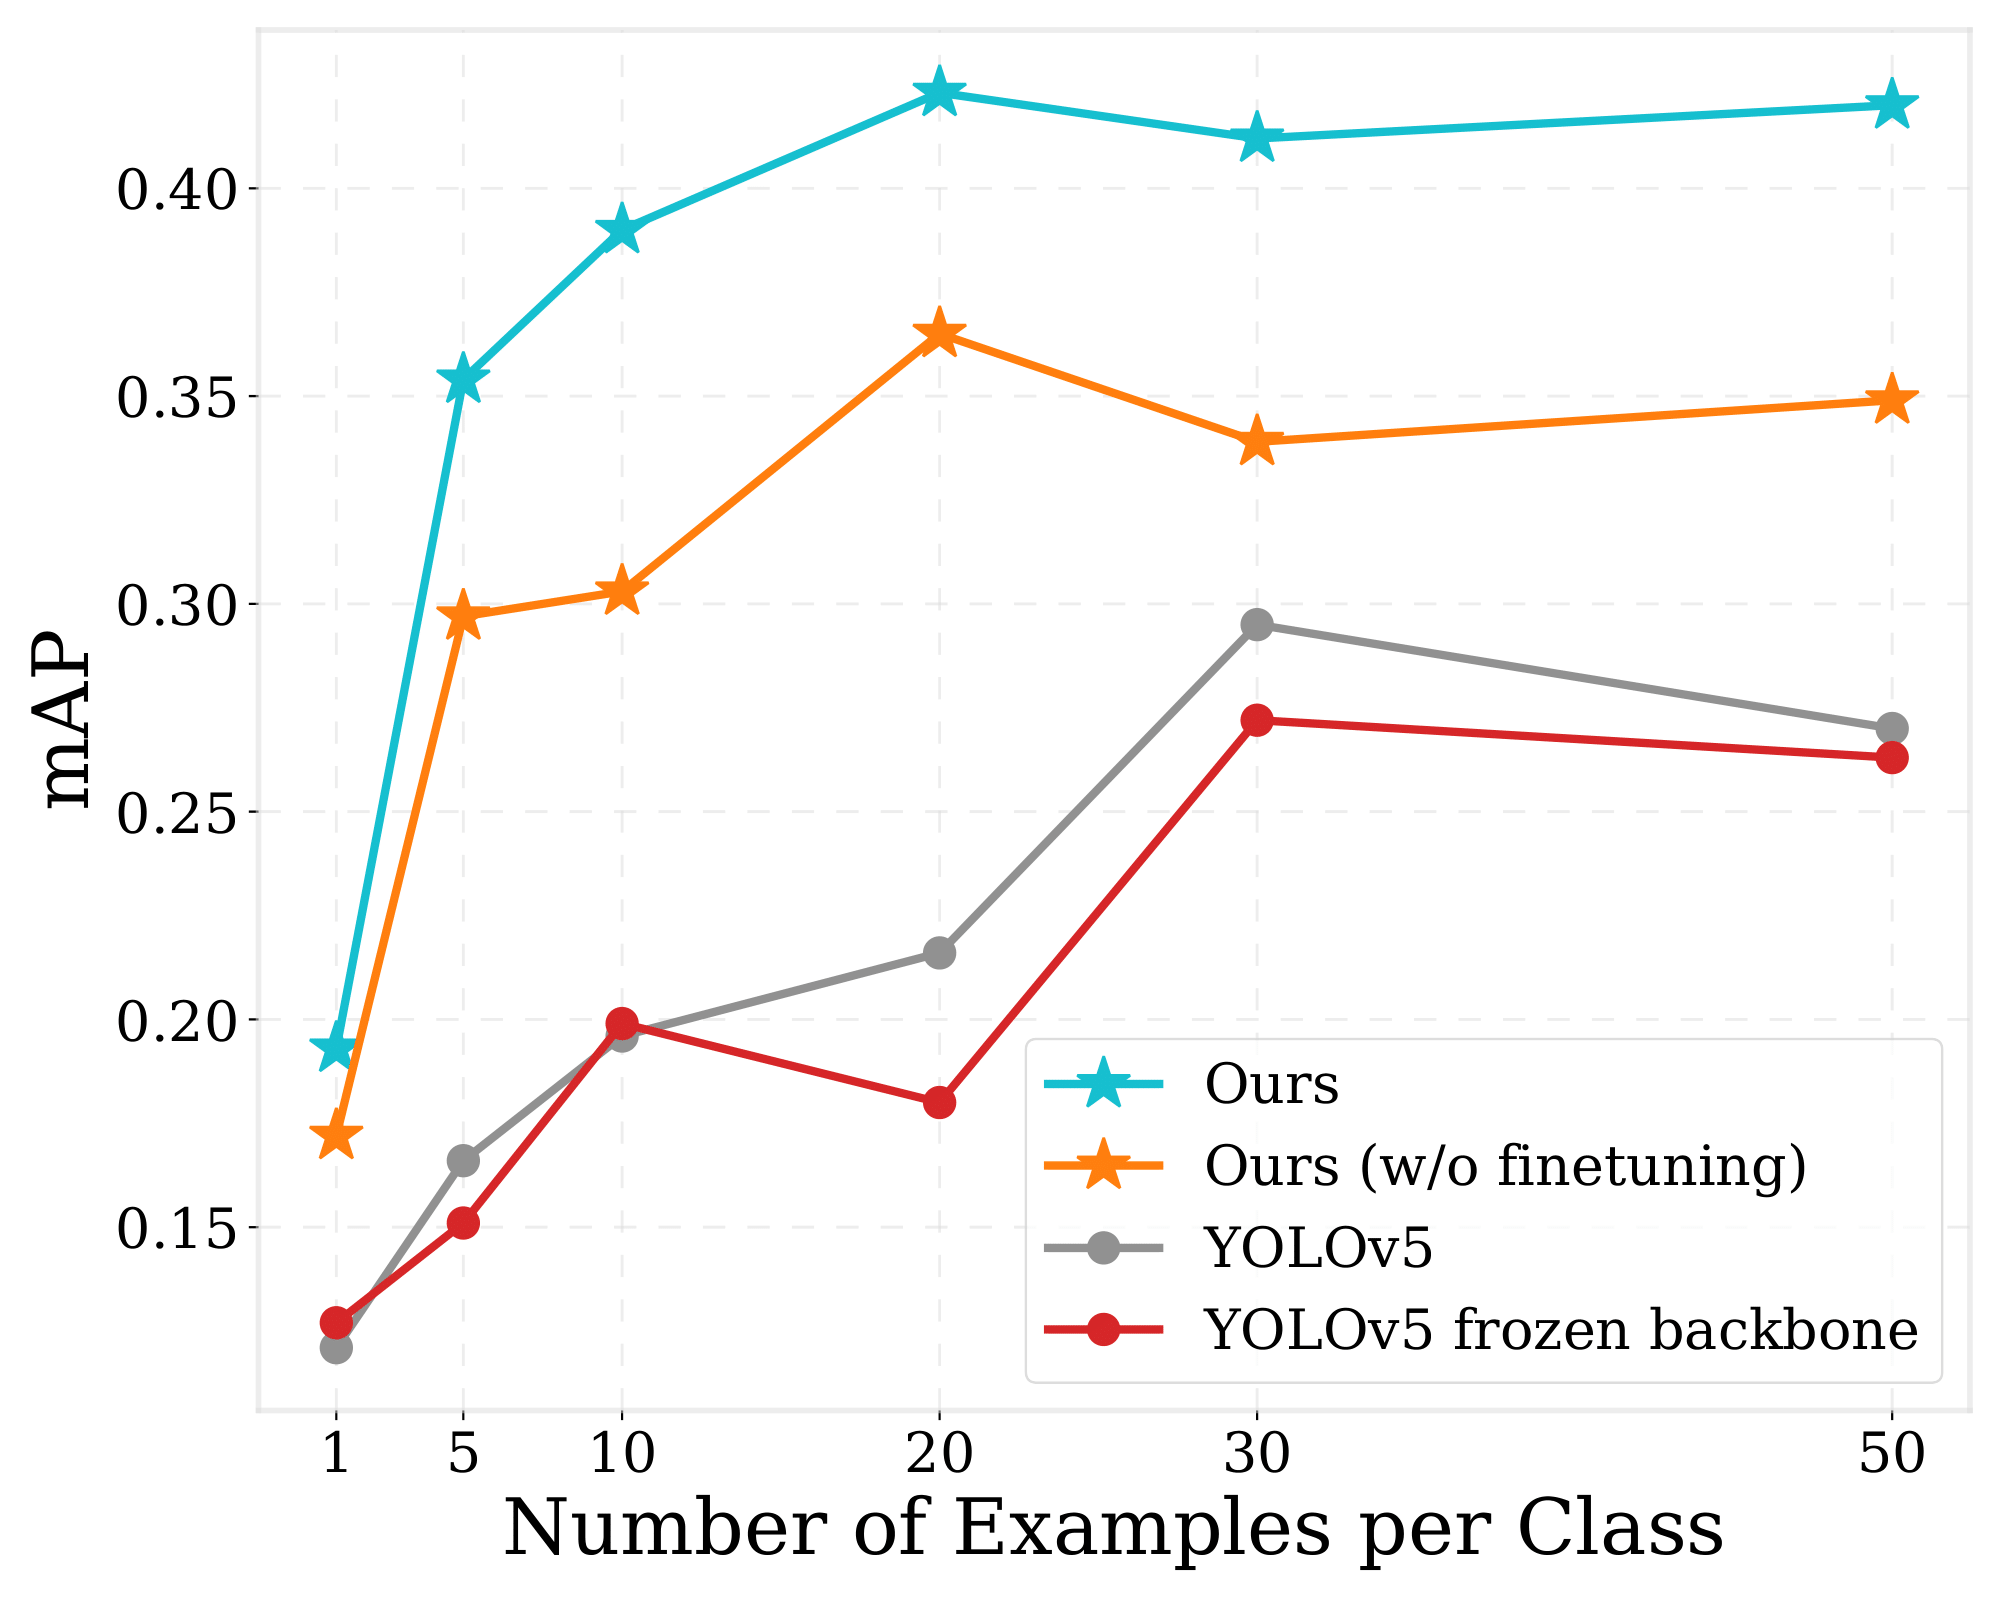 0.40
0.35
0.30
0.25
0.20
0.15
mAP
Ours
Ours (w/o finetuning)
YOLOv5
YOLOv5 frozen backbone
1 5 10 20 30 50
Number of Examples per Class